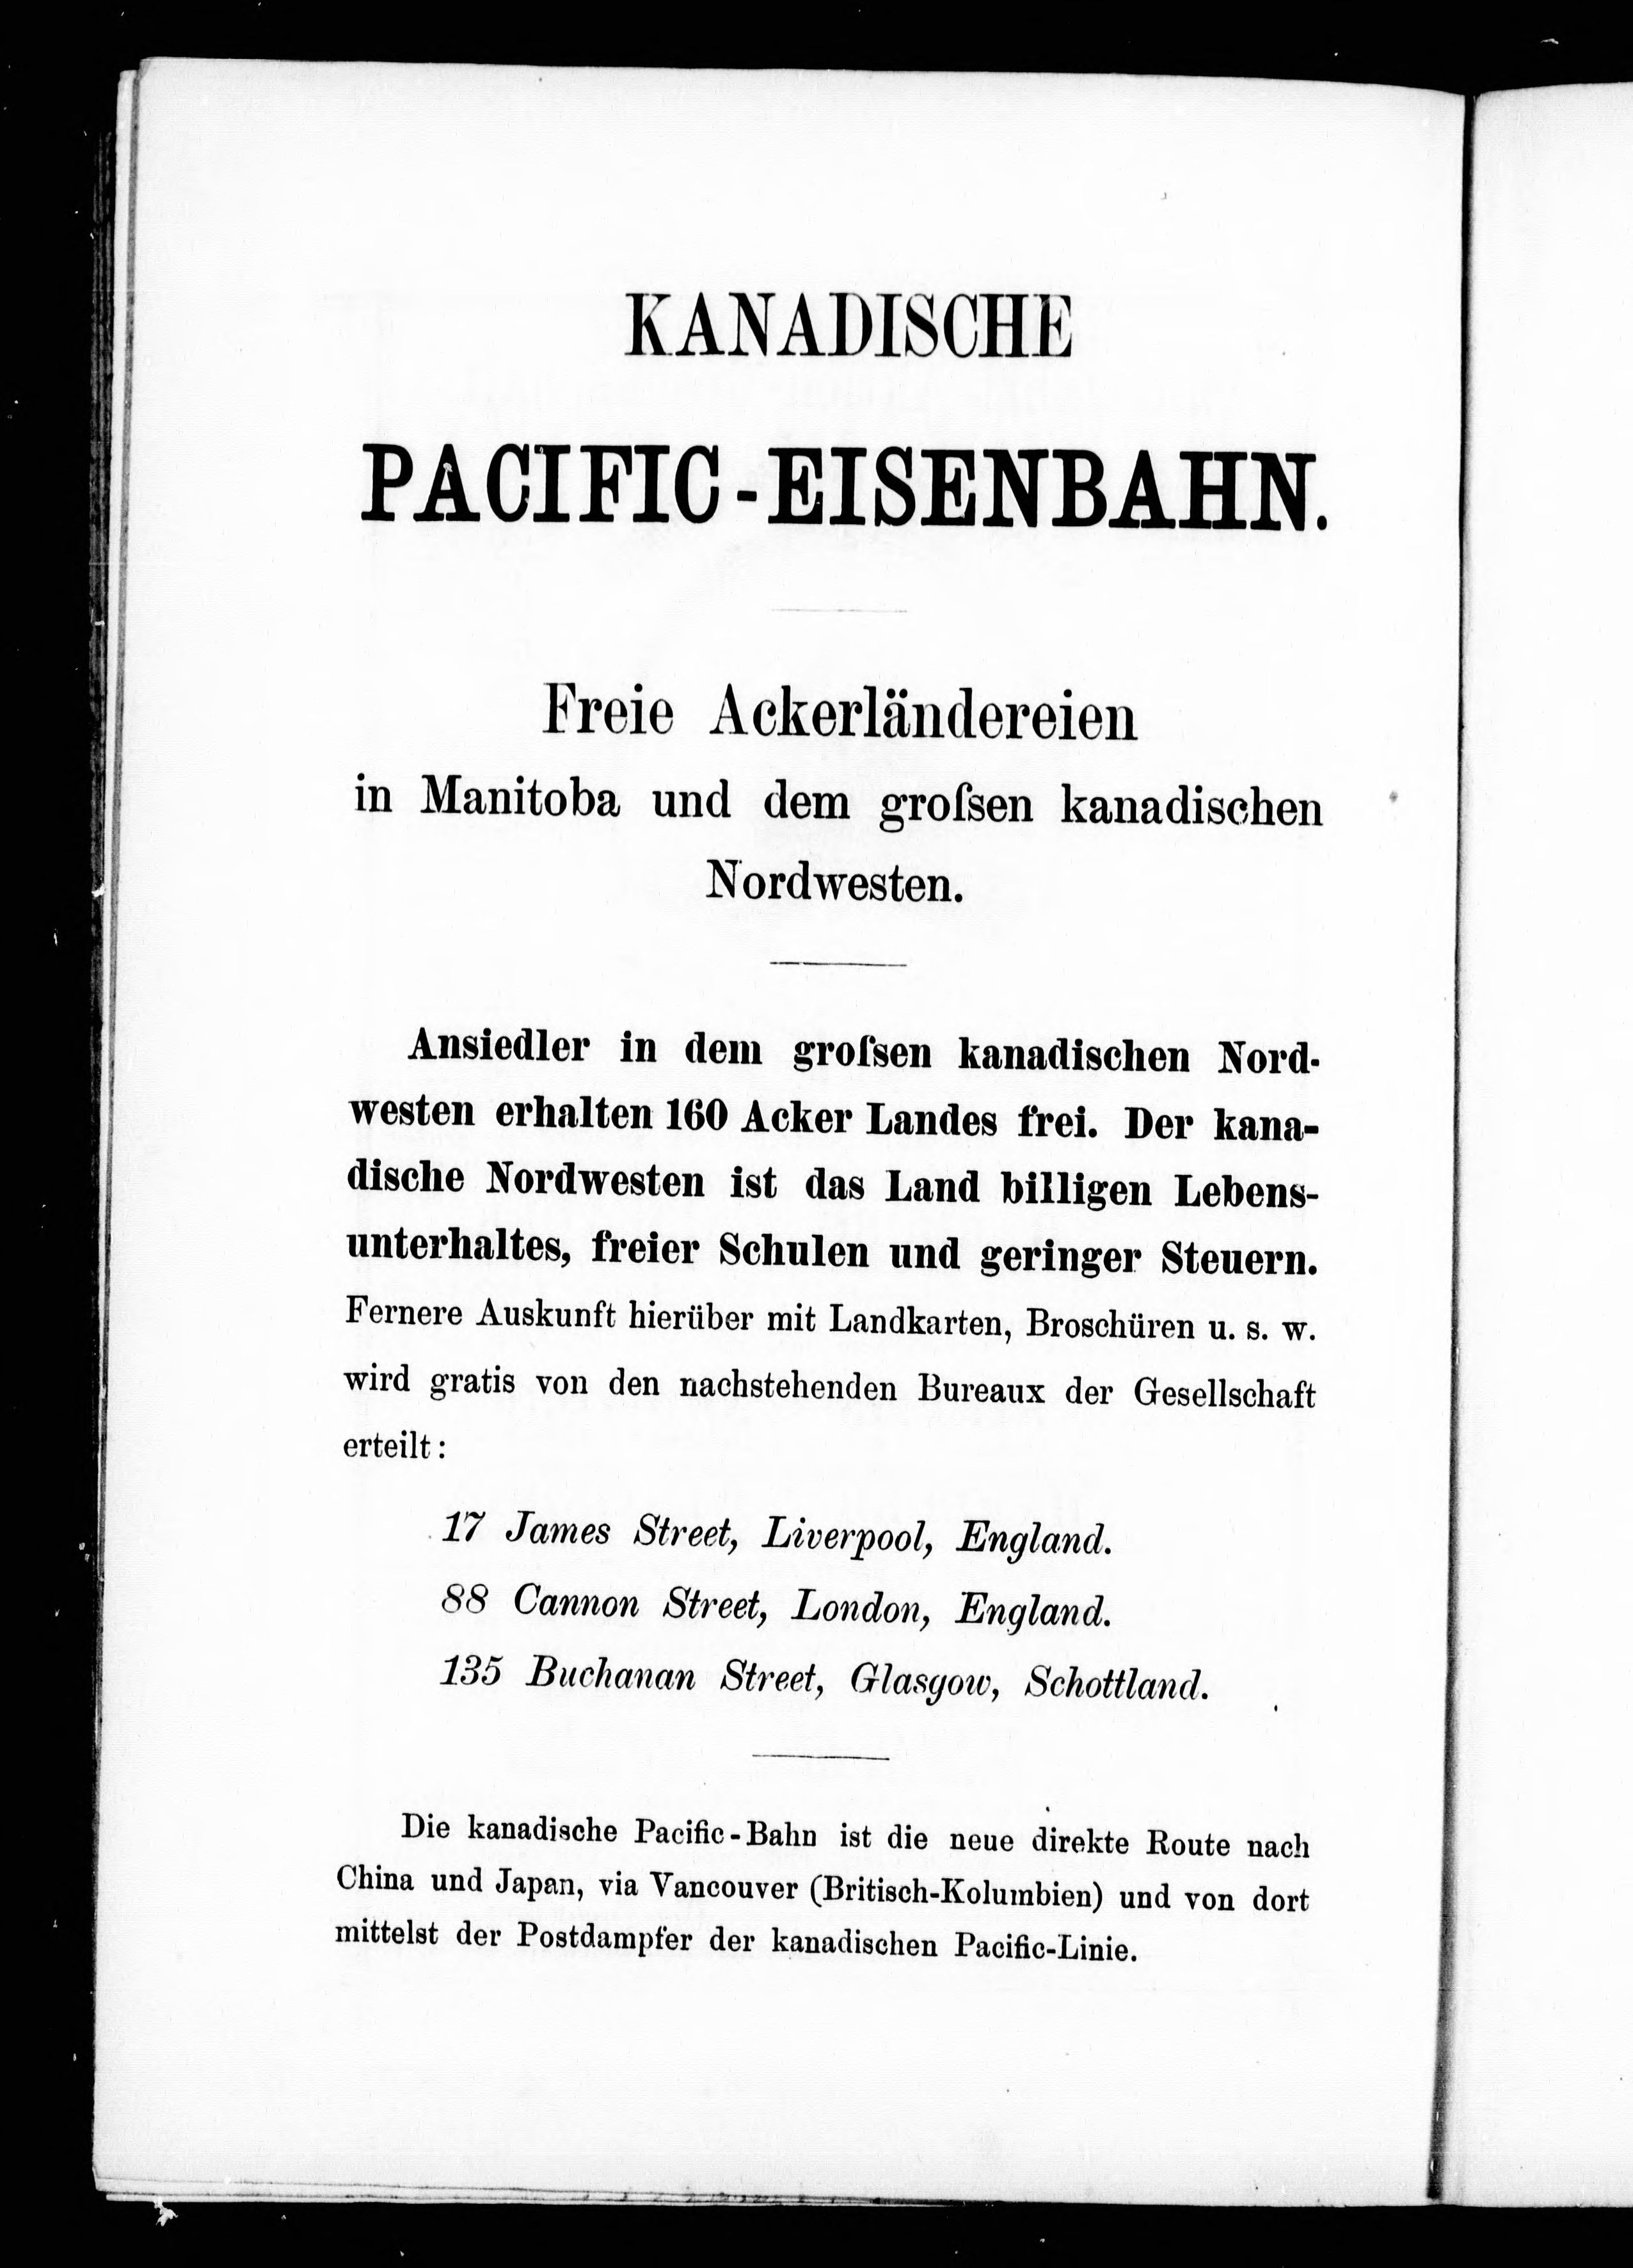 KANADISCHE
PACIFIC-EISENBAHN.
Freie Ackerländereien
in Manitoba und dem groſsen kanadischen
Nordwesten.
Ansiedler in dem groſsen kanadischen Nord-
westen erhalten 160 Acker Landes frei. Der kana-
dische Nordwesten ist das Land billigen Lebens-
unterhaltes, freier Schulen und geringer Steuern.
Fernere Auskunft hierüber mit Landkarten, Broschüren u. s. w.
wird gratis von den nachstehenden Bureaux der Gesellschaft
erteilt:
17 James Street, Liverpool, England.
88 Cannon Street, London, England.
135 Buchanan Street, Glasgow, Schottland.
Die kanadische Pacific-Bahn ist die neue direkte Route nach
China und Japan, via Vancouver (Britisch-Kolumbien) und von dort
mittelst der Postdampfer der kanadischen Pacific-Linie.